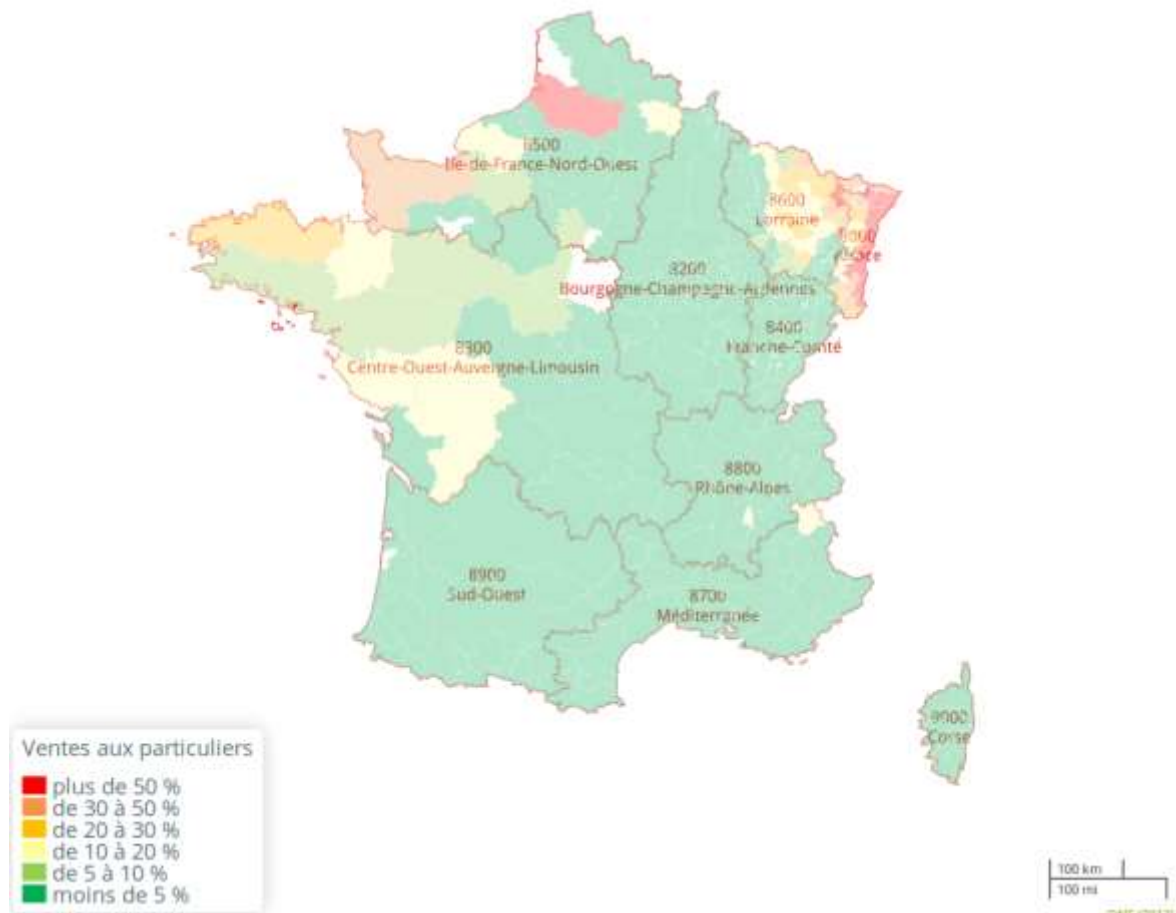 8500
Ile-de-France-Nord-Ouest
8600
Lorraine
8000
Alsace
8200
Bourgogne-Champagne-Ardennes
8400
Franche-Comté
8300
Centre-Ouest-Auvergne-Limousin
8800
Rhône-Alpes
8900
Sud-Ouest
8700
Méditerranée
9900
Corse
Ventes aux particuliers
plus de 50 %
de 30 à 50 %
de 20 à 30 %
de 10 à 20 %
de 5 à 10 %
moins de 5 %
100 km
100 mi